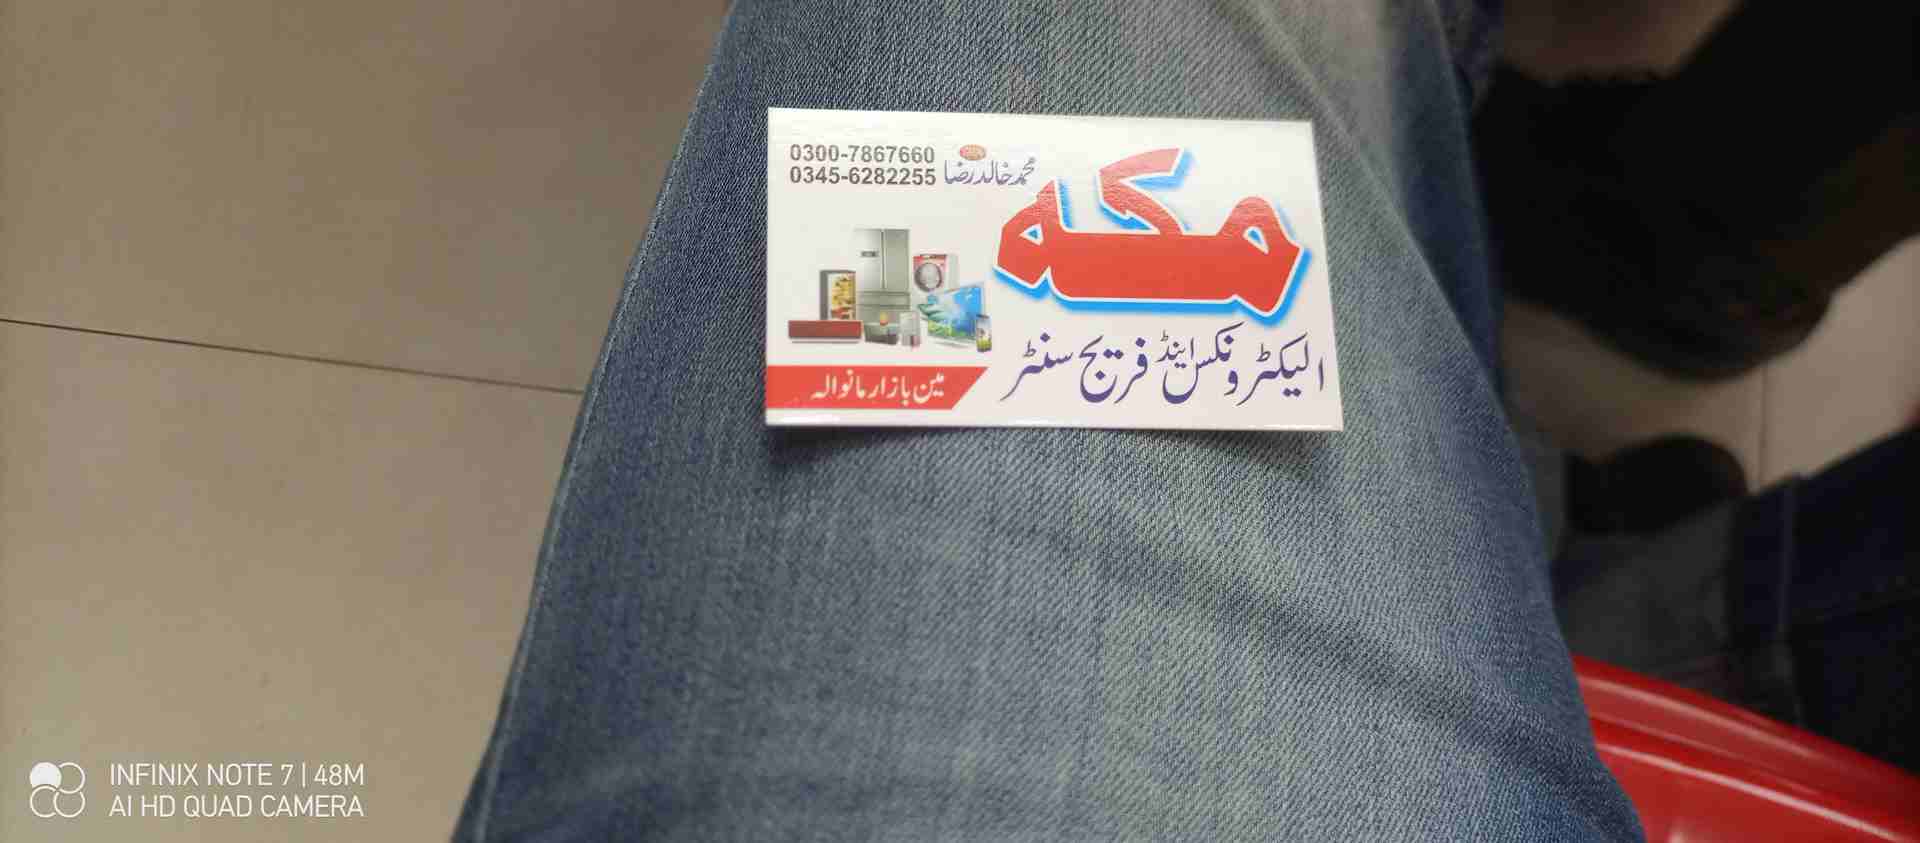 0300-7867660
0345-6282255
محمد خالد رضا
مکہ
الیکٹرونکس اینڈ فریج سنٹر
مین بازار مانوالہ
INFINIX NOTE 7 | 48M
AI HD QUAD CAMERA